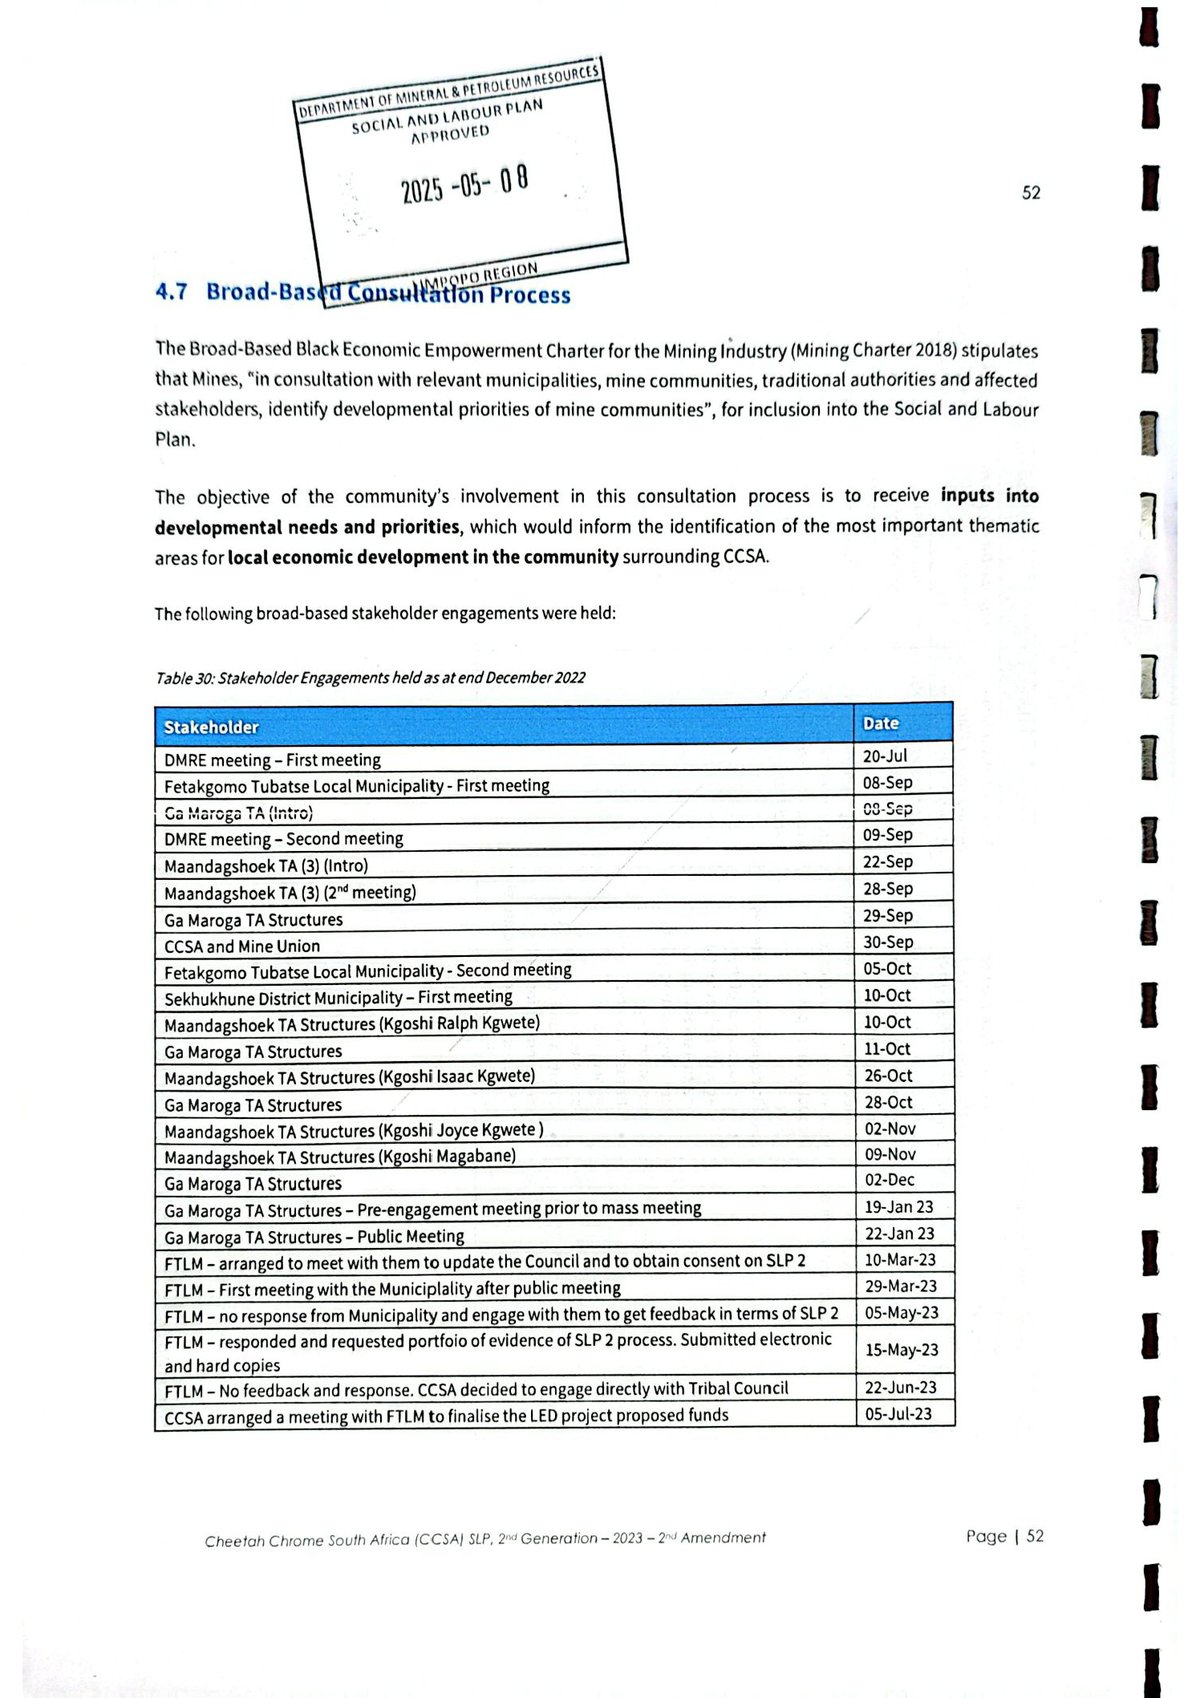 DEPARTMENT OF MINERAL & PETROLEUM RESOURCES
SOCIAL AND LABOUR PLAN
APPROVED
2025 -05- 08
LIMPOPO REGION
52
4.7 Broad-Based Consultation Process
The Broad-Based Black Economic Empowerment Charter for the Mining Industry (Mining Charter 2018) stipulates
that Mines, "in consultation with relevant municipalities, mine communities, traditional authorities and affected
stakeholders, identify developmental priorities of mine communities", for inclusion into the Social and Labour
Plan.
The objective of the community's involvement in this consultation process is to receive inputs into
developmental needs and priorities, which would inform the identification of the most important thematic
areas for local economic development in the community surrounding CCSA.
The following broad-based stakeholder engagements were held:
Table 30: Stakeholder Engagements held as at end December 2022
Stakeholder Date
DMRE meeting – First meeting 20-Jul
Fetakgomo Tubatse Local Municipality - First meeting 08-Sep
Ga Maroga TA (Intro) 08-Sep
DMRE meeting – Second meeting 09-Sep
Maandagshoek TA (3) (Intro) 22-Sep
Maandagshoek TA (3) (2nd meeting) 28-Sep
Ga Maroga TA Structures 29-Sep
CCSA and Mine Union 30-Sep
Fetakgomo Tubatse Local Municipality - Second meeting 05-Oct
Sekhukhune District Municipality – First meeting 10-Oct
Maandagshoek TA Structures (Kgoshi Ralph Kgwete) 10-Oct
Ga Maroga TA Structures 11-Oct
Maandagshoek TA Structures (Kgoshi Isaac Kgwete) 26-Oct
Ga Maroga TA Structures 28-Oct
Maandagshoek TA Structures (Kgoshi Joyce Kgwete ) 02-Nov
Maandagshoek TA Structures (Kgoshi Magabane) 09-Nov
Ga Maroga TA Structures 02-Dec
Ga Maroga TA Structures – Pre-engagement meeting prior to mass meeting 19-Jan 23
Ga Maroga TA Structures – Public Meeting 22-Jan 23
FTLM – arranged to meet with them to update the Council and to obtain consent on SLP 2 10-Mar-23
FTLM – First meeting with the Municiplality after public meeting 29-Mar-23
FTLM – no response from Municipality and engage with them to get feedback in terms of SLP 2 05-May-23
FTLM – responded and requested portfoio of evidence of SLP 2 process. Submitted electronic
and hard copies 15-May-23
FTLM – No feedback and response. CCSA decided to engage directly with Tribal Council 22-Jun-23
CCSA arranged a meeting with FTLM to finalise the LED project proposed funds 05-Jul-23
Cheetah Chrome South Africa (CCSA) SLP, 2nd Generation – 2023 – 2nd Amendment Page | 52